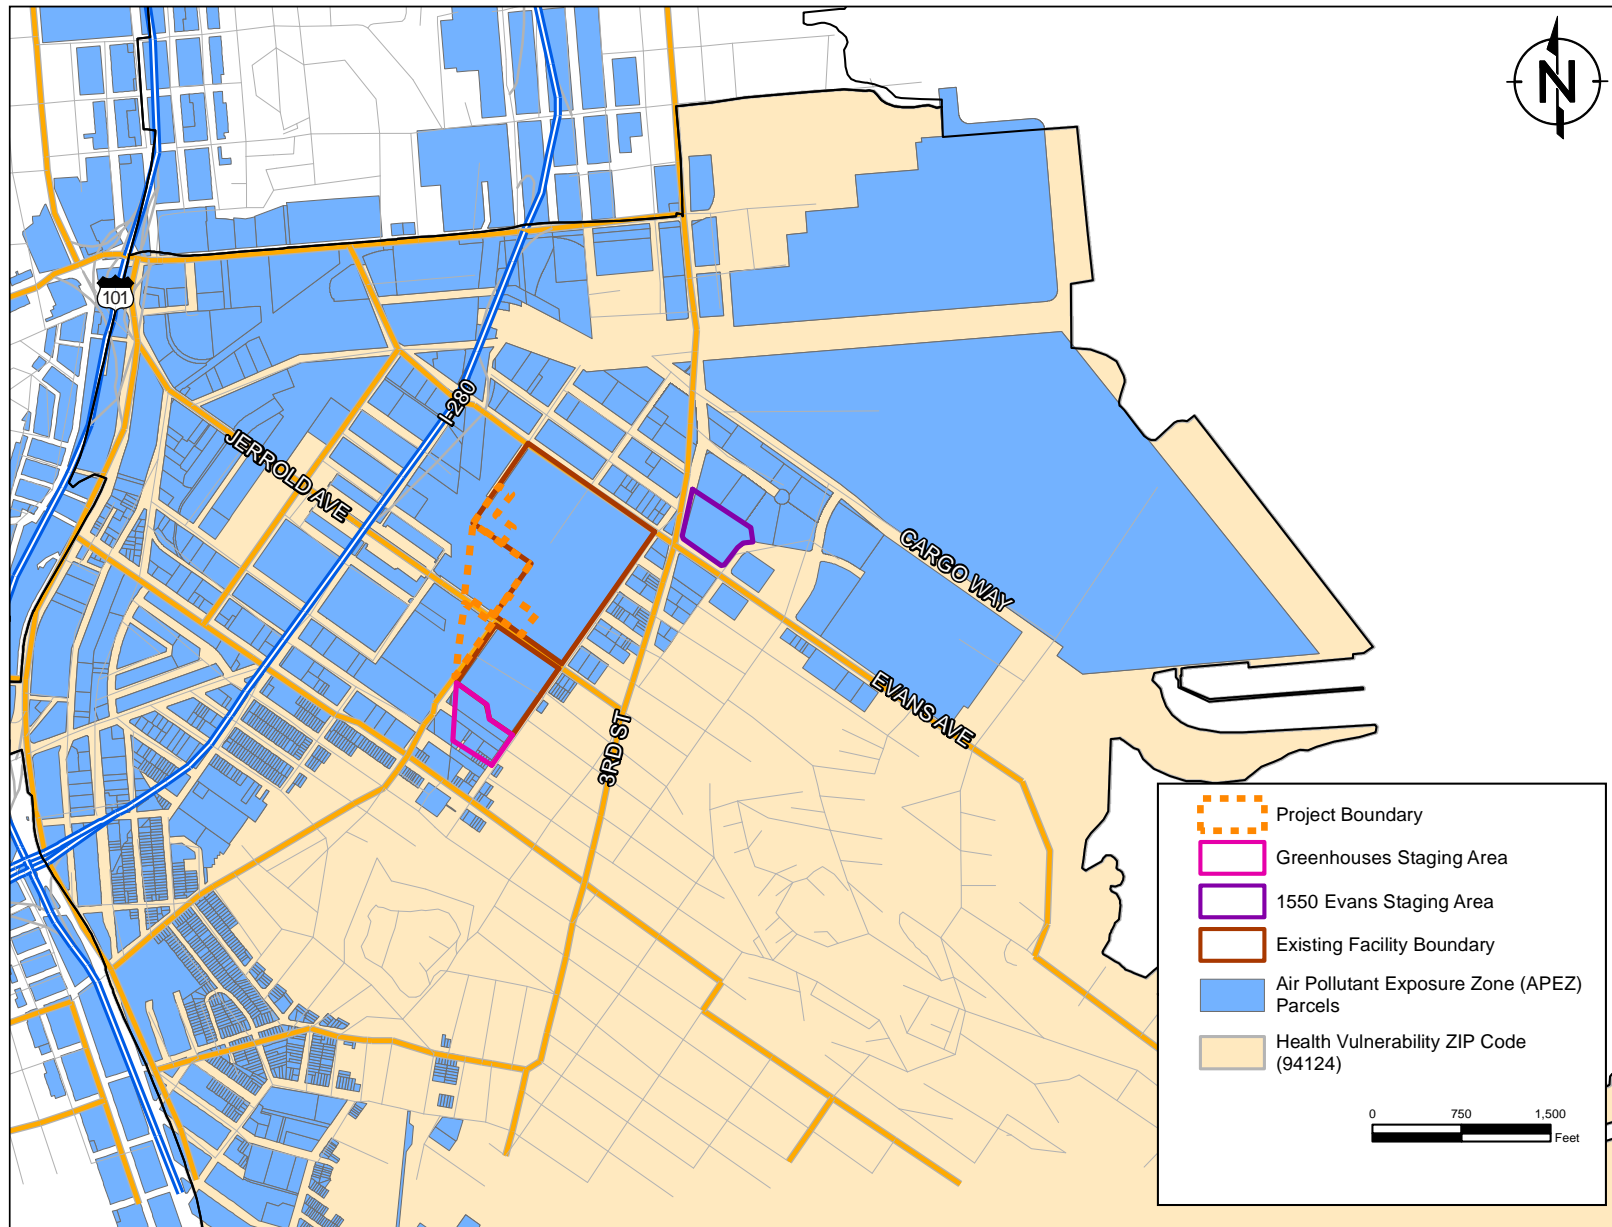 N
101
I-280
JERROLD AVE
CARGO WAY
EVANS AVE
3RD ST
Project Boundary
Greenhouses Staging Area
1550 Evans Staging Area
Existing Facility Boundary
Air Pollutant Exposure Zone (APEZ)
Parcels
Health Vulnerability ZIP Code
(94124)
0 750 1,500
Feet